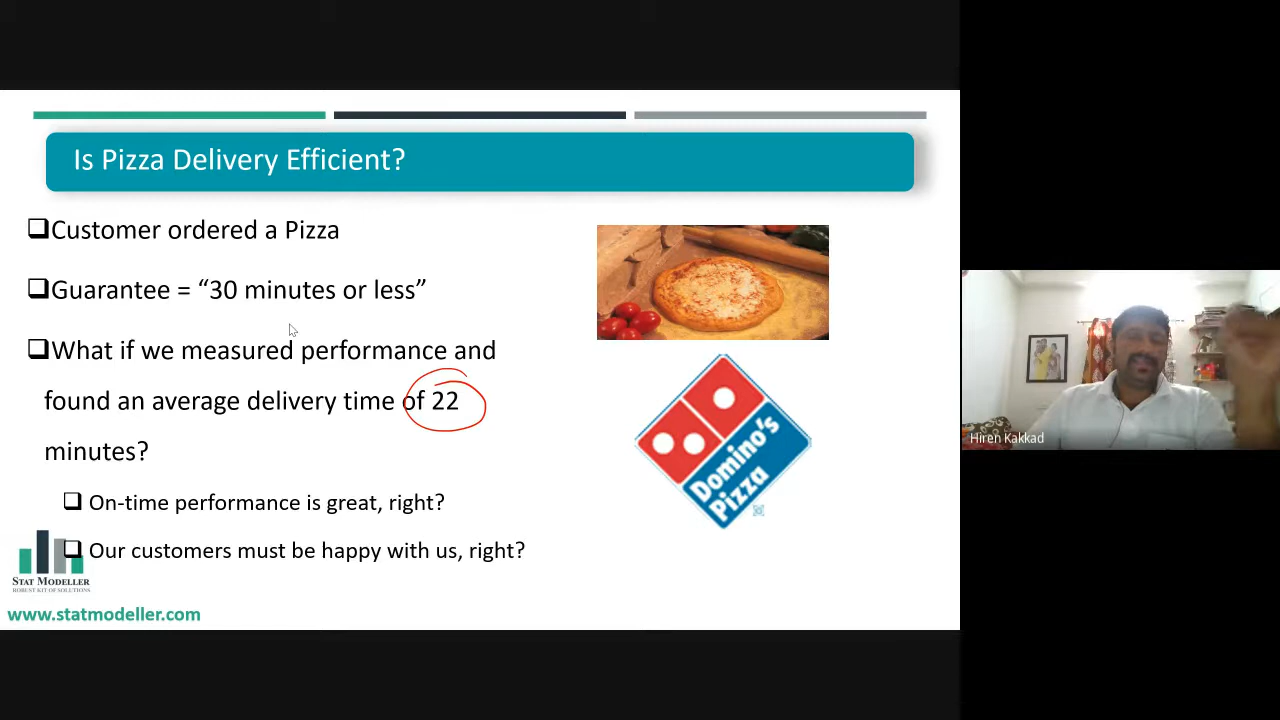 Is Pizza Delivery Efficient?
Customer ordered a Pizza
Guarantee = “30 minutes or less”
What if we measured performance and
found an average delivery time of 22
minutes?
On-time performance is great, right?
Our customers must be happy with us, right?
STAT MODELLER
ROBUST KIT OF SOLUTIONS
www.statmodeller.com
Domino's
Pizza
Hiren Kakkad